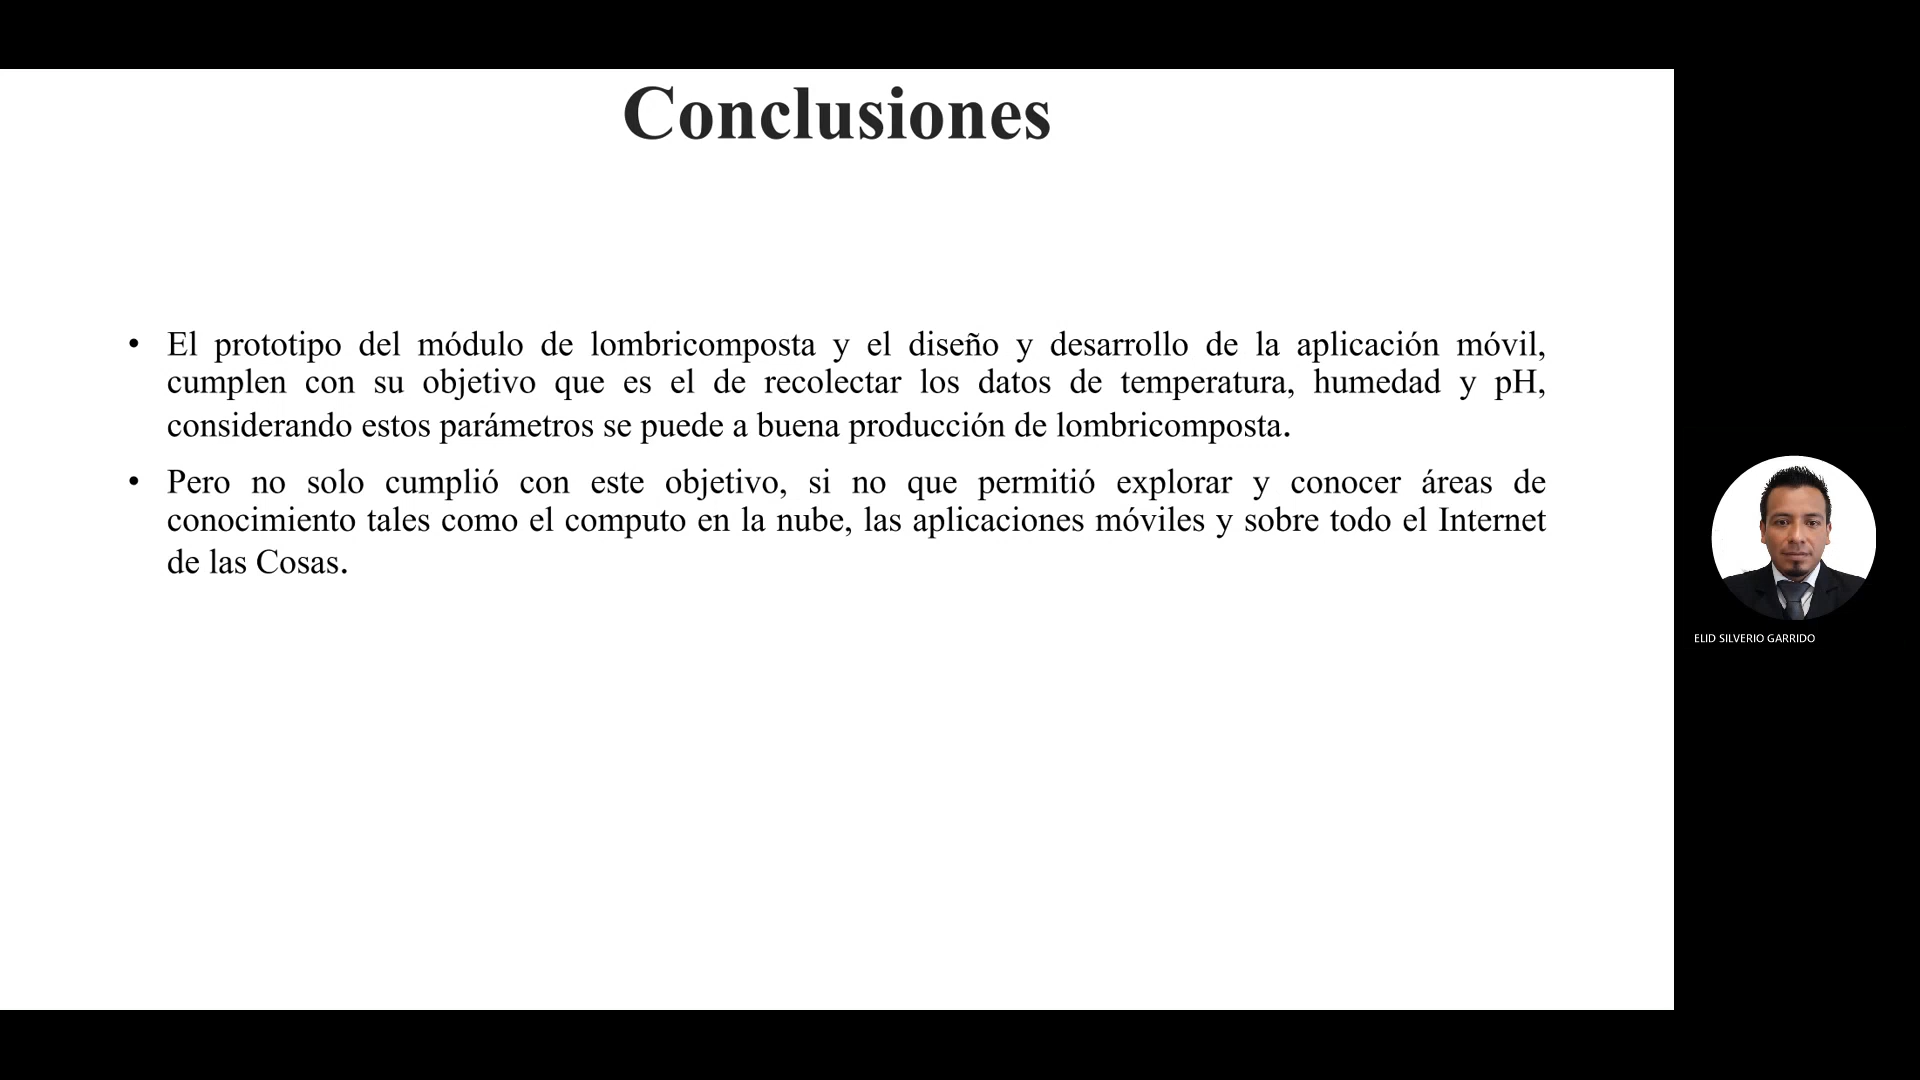 Conclusiones
• El prototipo del módulo de lombricomposta y el diseño y desarrollo de la aplicación móvil,
cumplen con su objetivo que es el de recolectar los datos de temperatura, humedad y pH,
considerando estos parámetros se puede a buena producción de lombricomposta.
• Pero no solo cumplió con este objetivo, si no que permitió explorar y conocer áreas de
conocimiento tales como el computo en la nube, las aplicaciones móviles y sobre todo el Internet
de las Cosas.
ELID SILVERIO GARRIDO